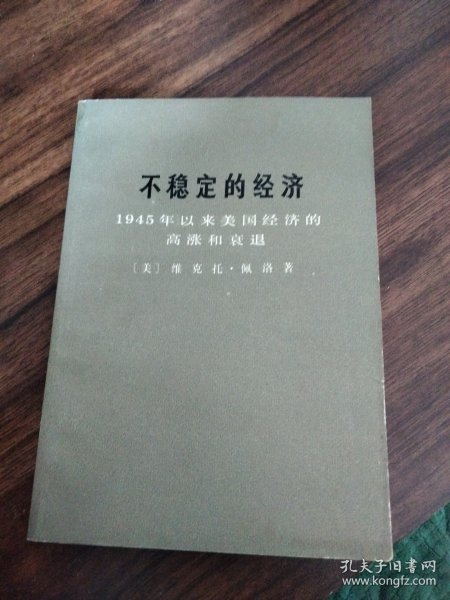 不稳定的经济
1945年以来美国经济的
高涨和衰退
〔美〕维克托·佩洛著
孔夫子旧书网
www.kongfz.com